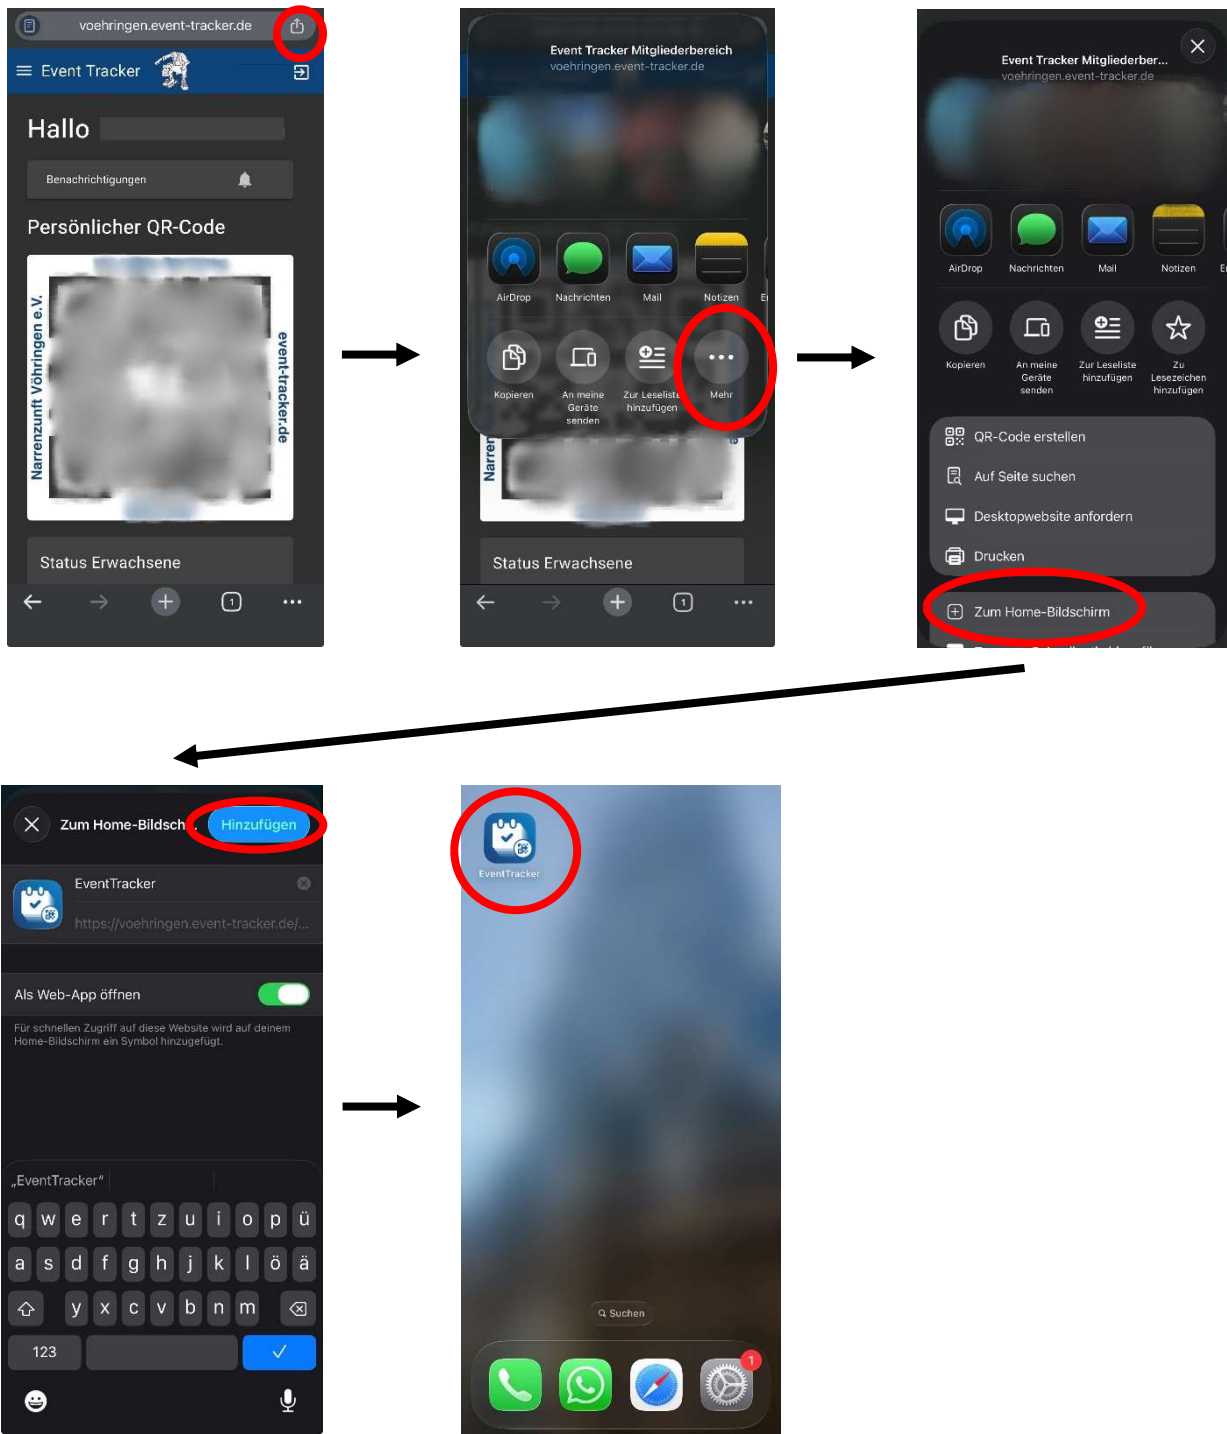 voehringen.event-tracker.de
Event Tracker
Hallo
Benachrichtigungen
Persönlicher QR-Code
Narrenzunft Vöhringen e.V.
event-tracker.de
Status Erwachsene
1
Event Tracker Mitgliederbereich
voehringen.event-tracker.de
AirDrop
Nachrichten
Mail
Notizen
Kopieren
An meine
Geräte
senden
Zur Leseliste
hinzufügen
Mehr
Narren
Status Erwachsene
1
Event Tracker Mitgliederber...
voehringen.event-tracker.de
AirDrop
Nachrichten
Mail
Notizen
Kopieren
An meine
Geräte
senden
Zur Leseliste
hinzufügen
Zu
Lesezeichen
hinzufügen
QR-Code erstellen
Auf Seite suchen
Desktopwebsite anfordern
Drucken
Zum Home-Bildschirm
Zum Home-Bildsch...
Hinzufügen
EventTracker
https://voehringen.event-tracker.de/...
Als Web-App öffnen
Für schnellen Zugriff auf diese Website wird auf deinem
Home-Bildschirm ein Symbol hinzugefügt.
„EventTracker“
q w e r t z u i o p ü
a s d f g h j k l ö ä
y x c v b n m
123
EventTracker
Suchen
1